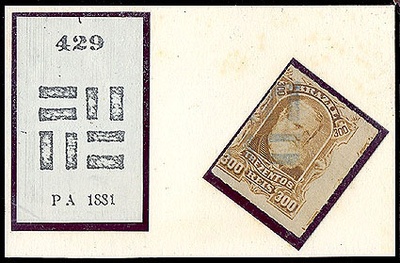 429
PA 1881
BRAZIL
300
300
TREZENTOS
REIS
300